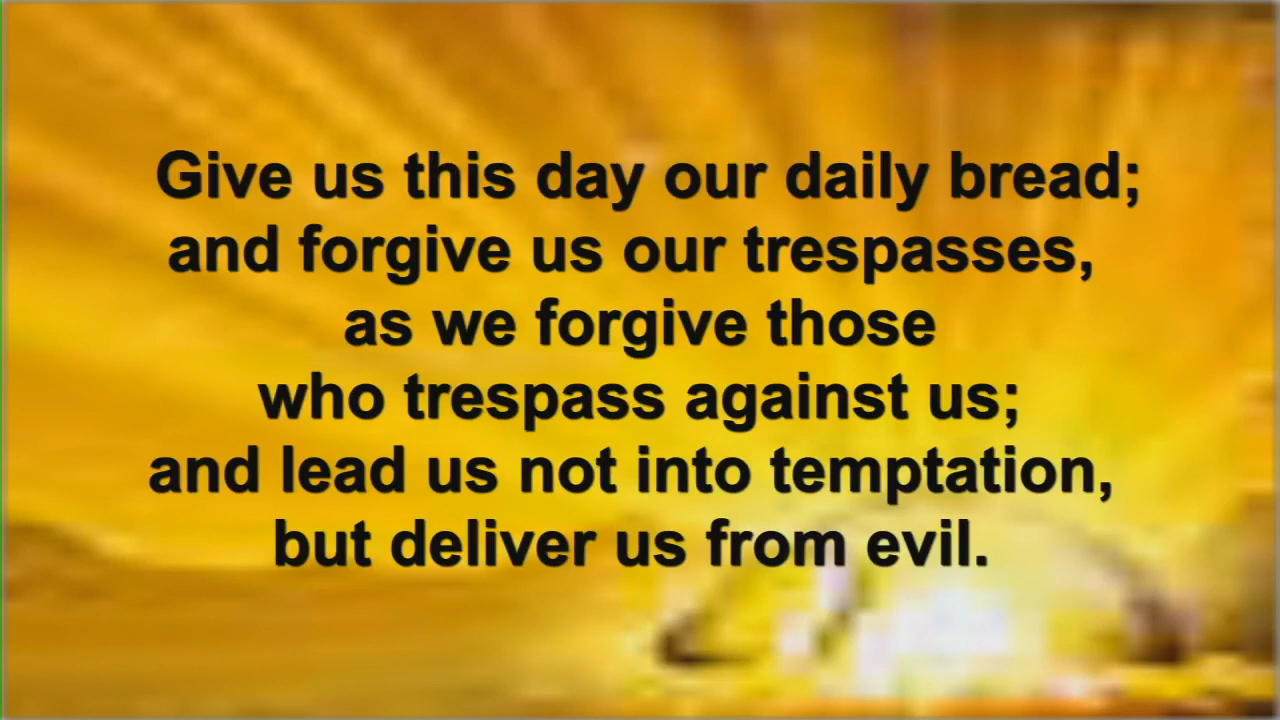 Give us this day our daily bread;
and forgive us our trespasses,
as we forgive those
who trespass against us;
and lead us not into temptation,
but deliver us from evil.